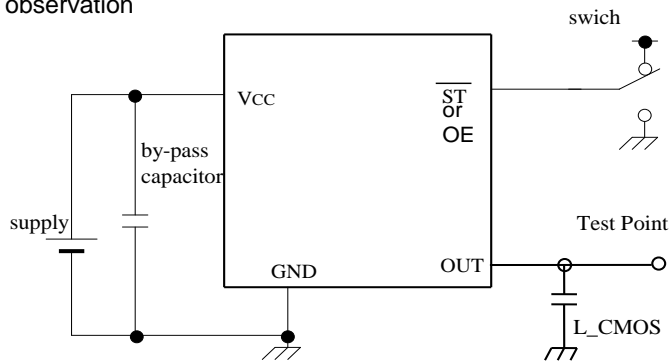 observation
swich
VCC
ST
or
OE
by-pass
capacitor
supply
Test Point
GND
OUT
L_CMOS